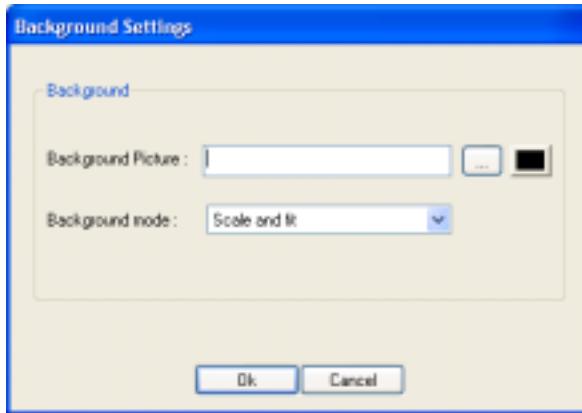 Background Settings
Background
Background Picture :
...
Background mode :
Scale and fit
Ok
Cancel